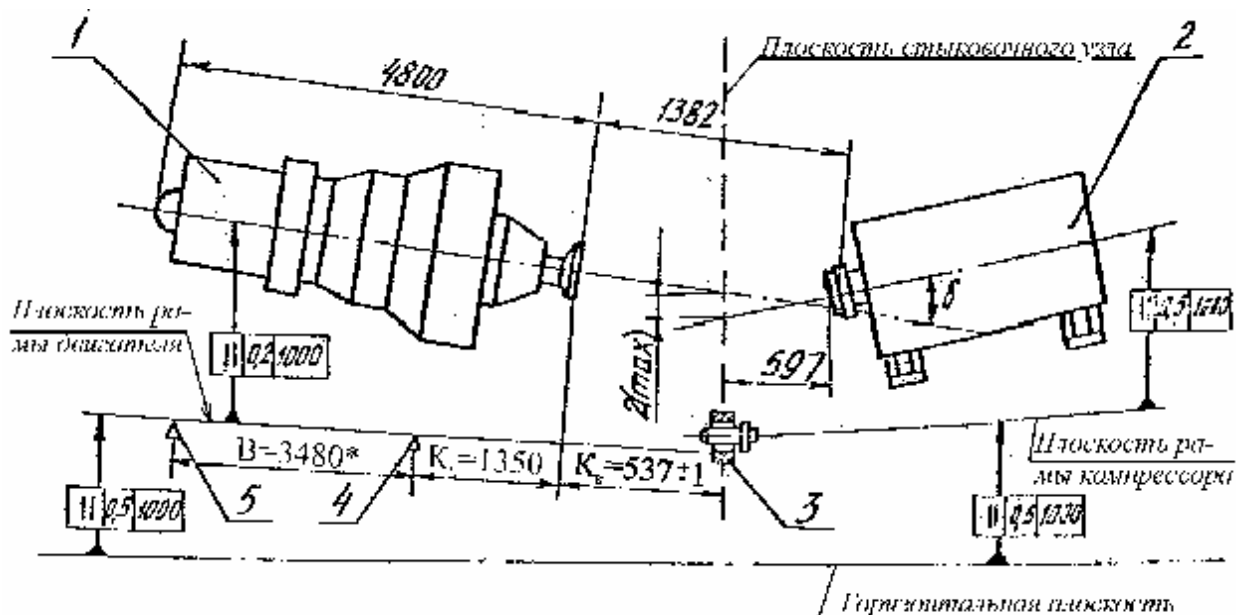 1
4800
Плоскость стыковочного узла
2
1382
Плоскость ра-
мы двигателя
0,2 1000
2(max)
δ
597
В=3480*
К =1350
К =537±1
Плоскость ра-
мы компрессора
0,5 1000
5
4
3
0,5
Горизонтальная плоскость